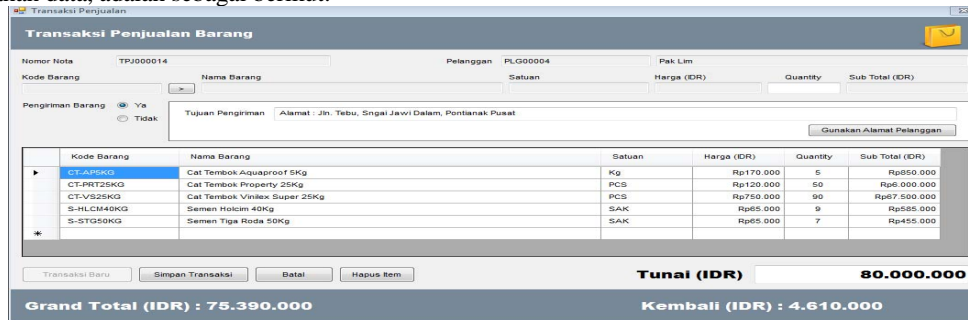 Transaksi Penjualan
Transaksi Penjualan Barang
Nomor Nota TPJ000014 Pelanggan PLG00004 Pak Lim
Kode Barang Nama Barang Satuan Harga (IDR) Quantity Sub Total (IDR)
>
Pengiriman Barang Ya
Tidak
Tujuan Pengiriman Alamat : Jln. Tebu, Sngai Jawi Dalam, Pontianak Pusat
Gunakan Alamat Pelanggan
Kode Barang Nama Barang Satuan Harga (IDR) Quantity Sub Total (IDR)
CT-AP5KG Cat Tembok Aquaproof 5Kg Kg Rp170.000 5 Rp850.000
CT-PRT25KG Cat Tembok Property 25Kg PCS Rp120.000 50 Rp6.000.000
CT-VS25KG Cat Tembok Vinilex Super 25Kg PCS Rp750.000 90 Rp67.500.000
S-HLCM40KG Semen Holcim 40Kg SAK Rp65.000 9 Rp585.000
S-STG50KG Semen Tiga Roda 50Kg SAK Rp65.000 7 Rp455.000
Transaksi Baru Simpan Transaksi Batal Hapus Item Tunai (IDR) 80.000.000
Grand Total (IDR) : 75.390.000 Kembali (IDR) : 4.610.000